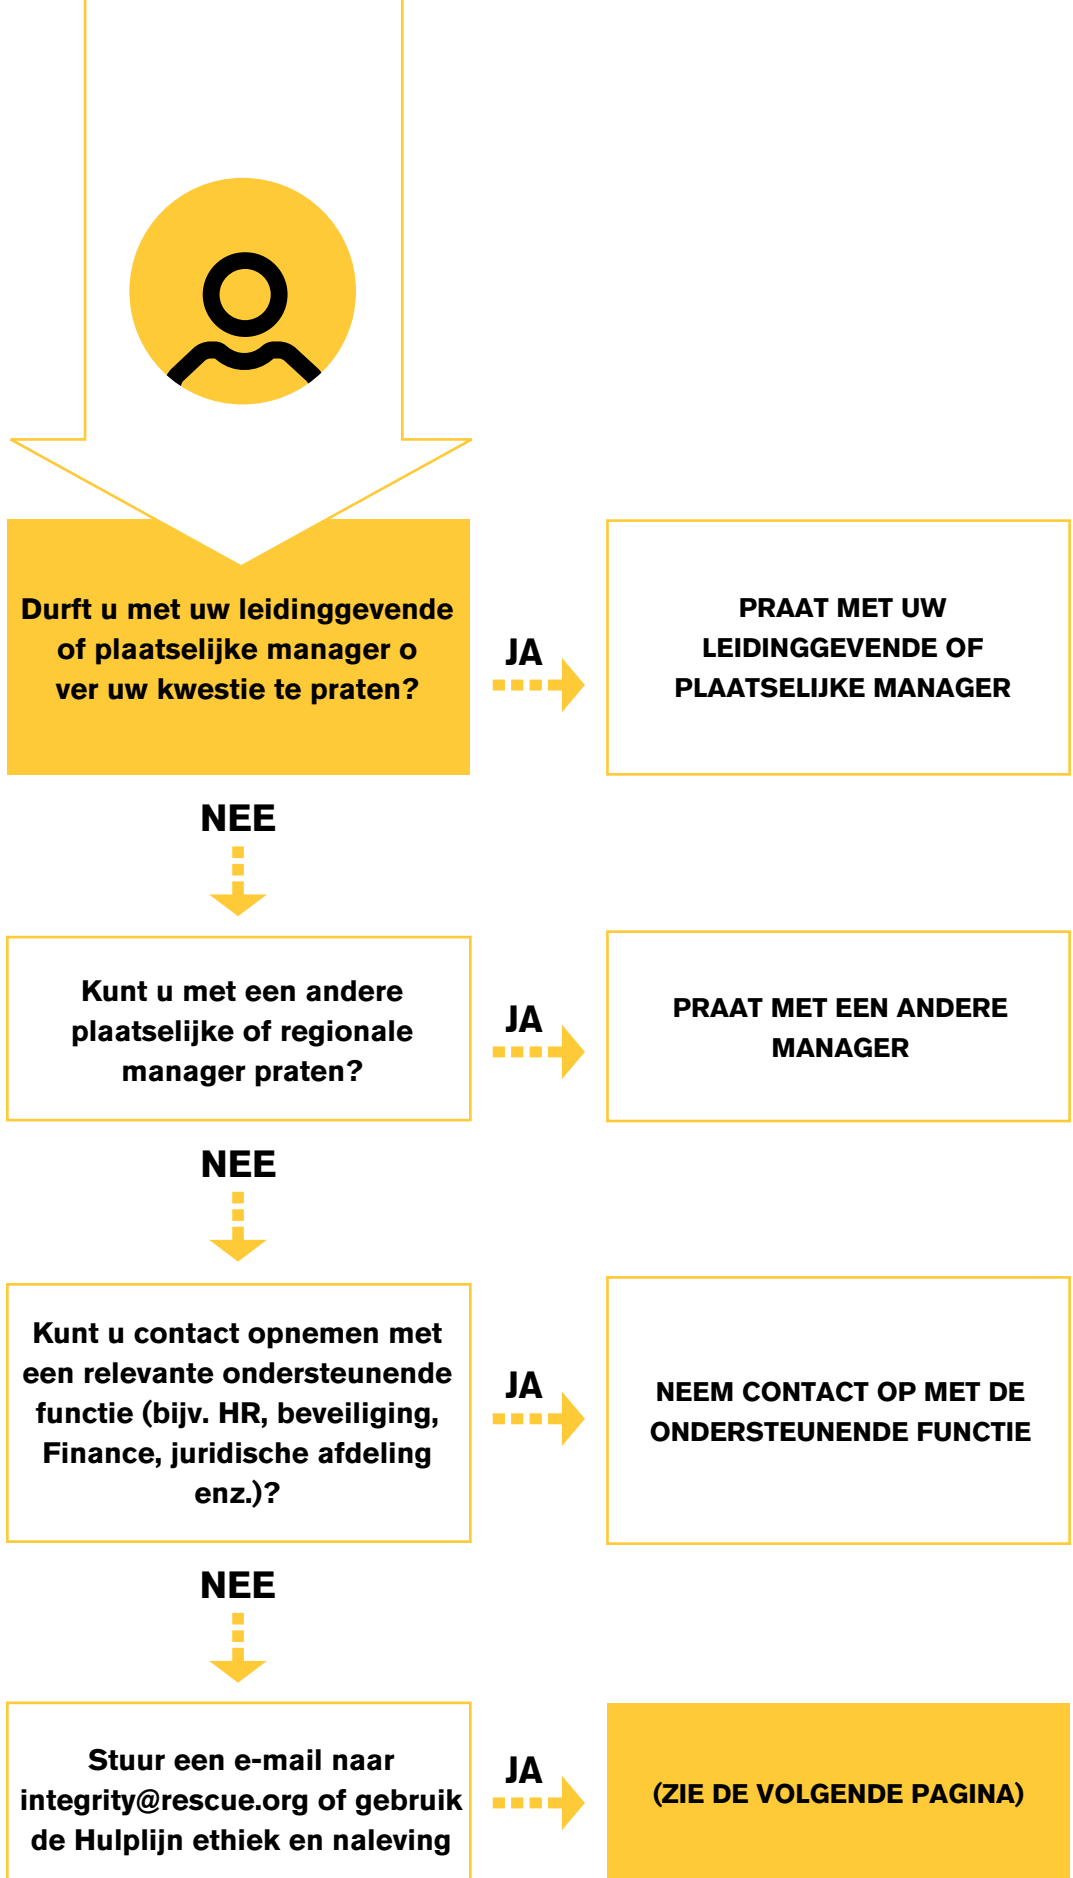 Durft u met uw leidinggevende
of plaatselijke manager o
ver uw kwestie te praten?
JA
PRAAT MET UW
LEIDINGGEVENDE OF
PLAATSELIJKE MANAGER
NEE
Kunt u met een andere
plaatselijke of regionale
manager praten?
JA
PRAAT MET EEN ANDERE
MANAGER
NEE
Kunt u contact opnemen met
een relevante ondersteunende
functie (bijv. HR, beveiliging,
Finance, juridische afdeling
enz.)?
JA
NEEM CONTACT OP MET DE
ONDERSTEUNENDE FUNCTIE
NEE
Stuur een e-mail naar
integrity@rescue.org of gebruik
de Hulplijn ethiek en naleving
JA
(ZIE DE VOLGENDE PAGINA)